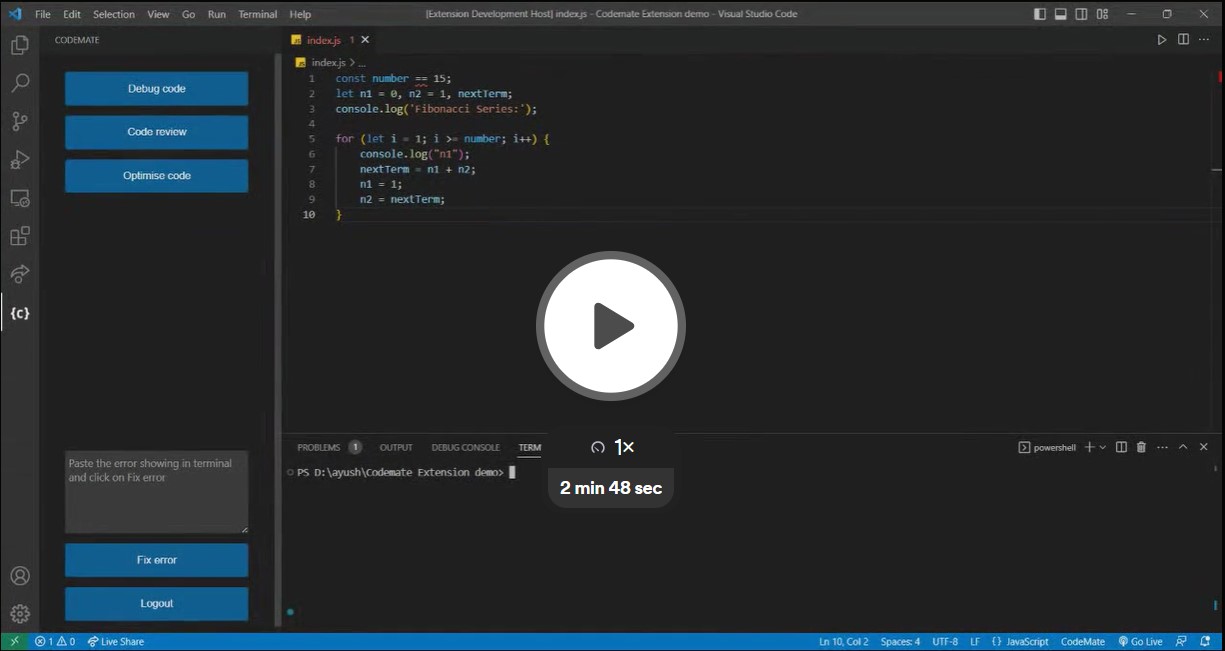 File Edit Selection View Go Run Terminal Help
[Extension Development Host] index.js - Codemate Extension demo - Visual Studio Code
CODEMATE
Debug code
Code review
Optimise code
Paste the error showing in terminal
and click on Fix error
Fix error
Logout
{c}
JS index.js 1
JS index.js > ...
1 const number == 15;
2 let n1 = 0, n2 = 1, nextTerm;
3 console.log('Fibonacci Series:');
4
5 for (let i = 1; i >= number; i++) {
6 console.log("n1");
7 nextTerm = n1 + n2;
8 n1 = 1;
9 n2 = nextTerm;
10 }
PROBLEMS 1 OUTPUT DEBUG CONSOLE TERM
powershell
PS D:\ayush\Codemate Extension demo>
1×
2 min 48 sec
1 0 Live Share
Ln 10, Col 2 Spaces: 4 UTF-8 LF {} JavaScript CodeMate Go Live